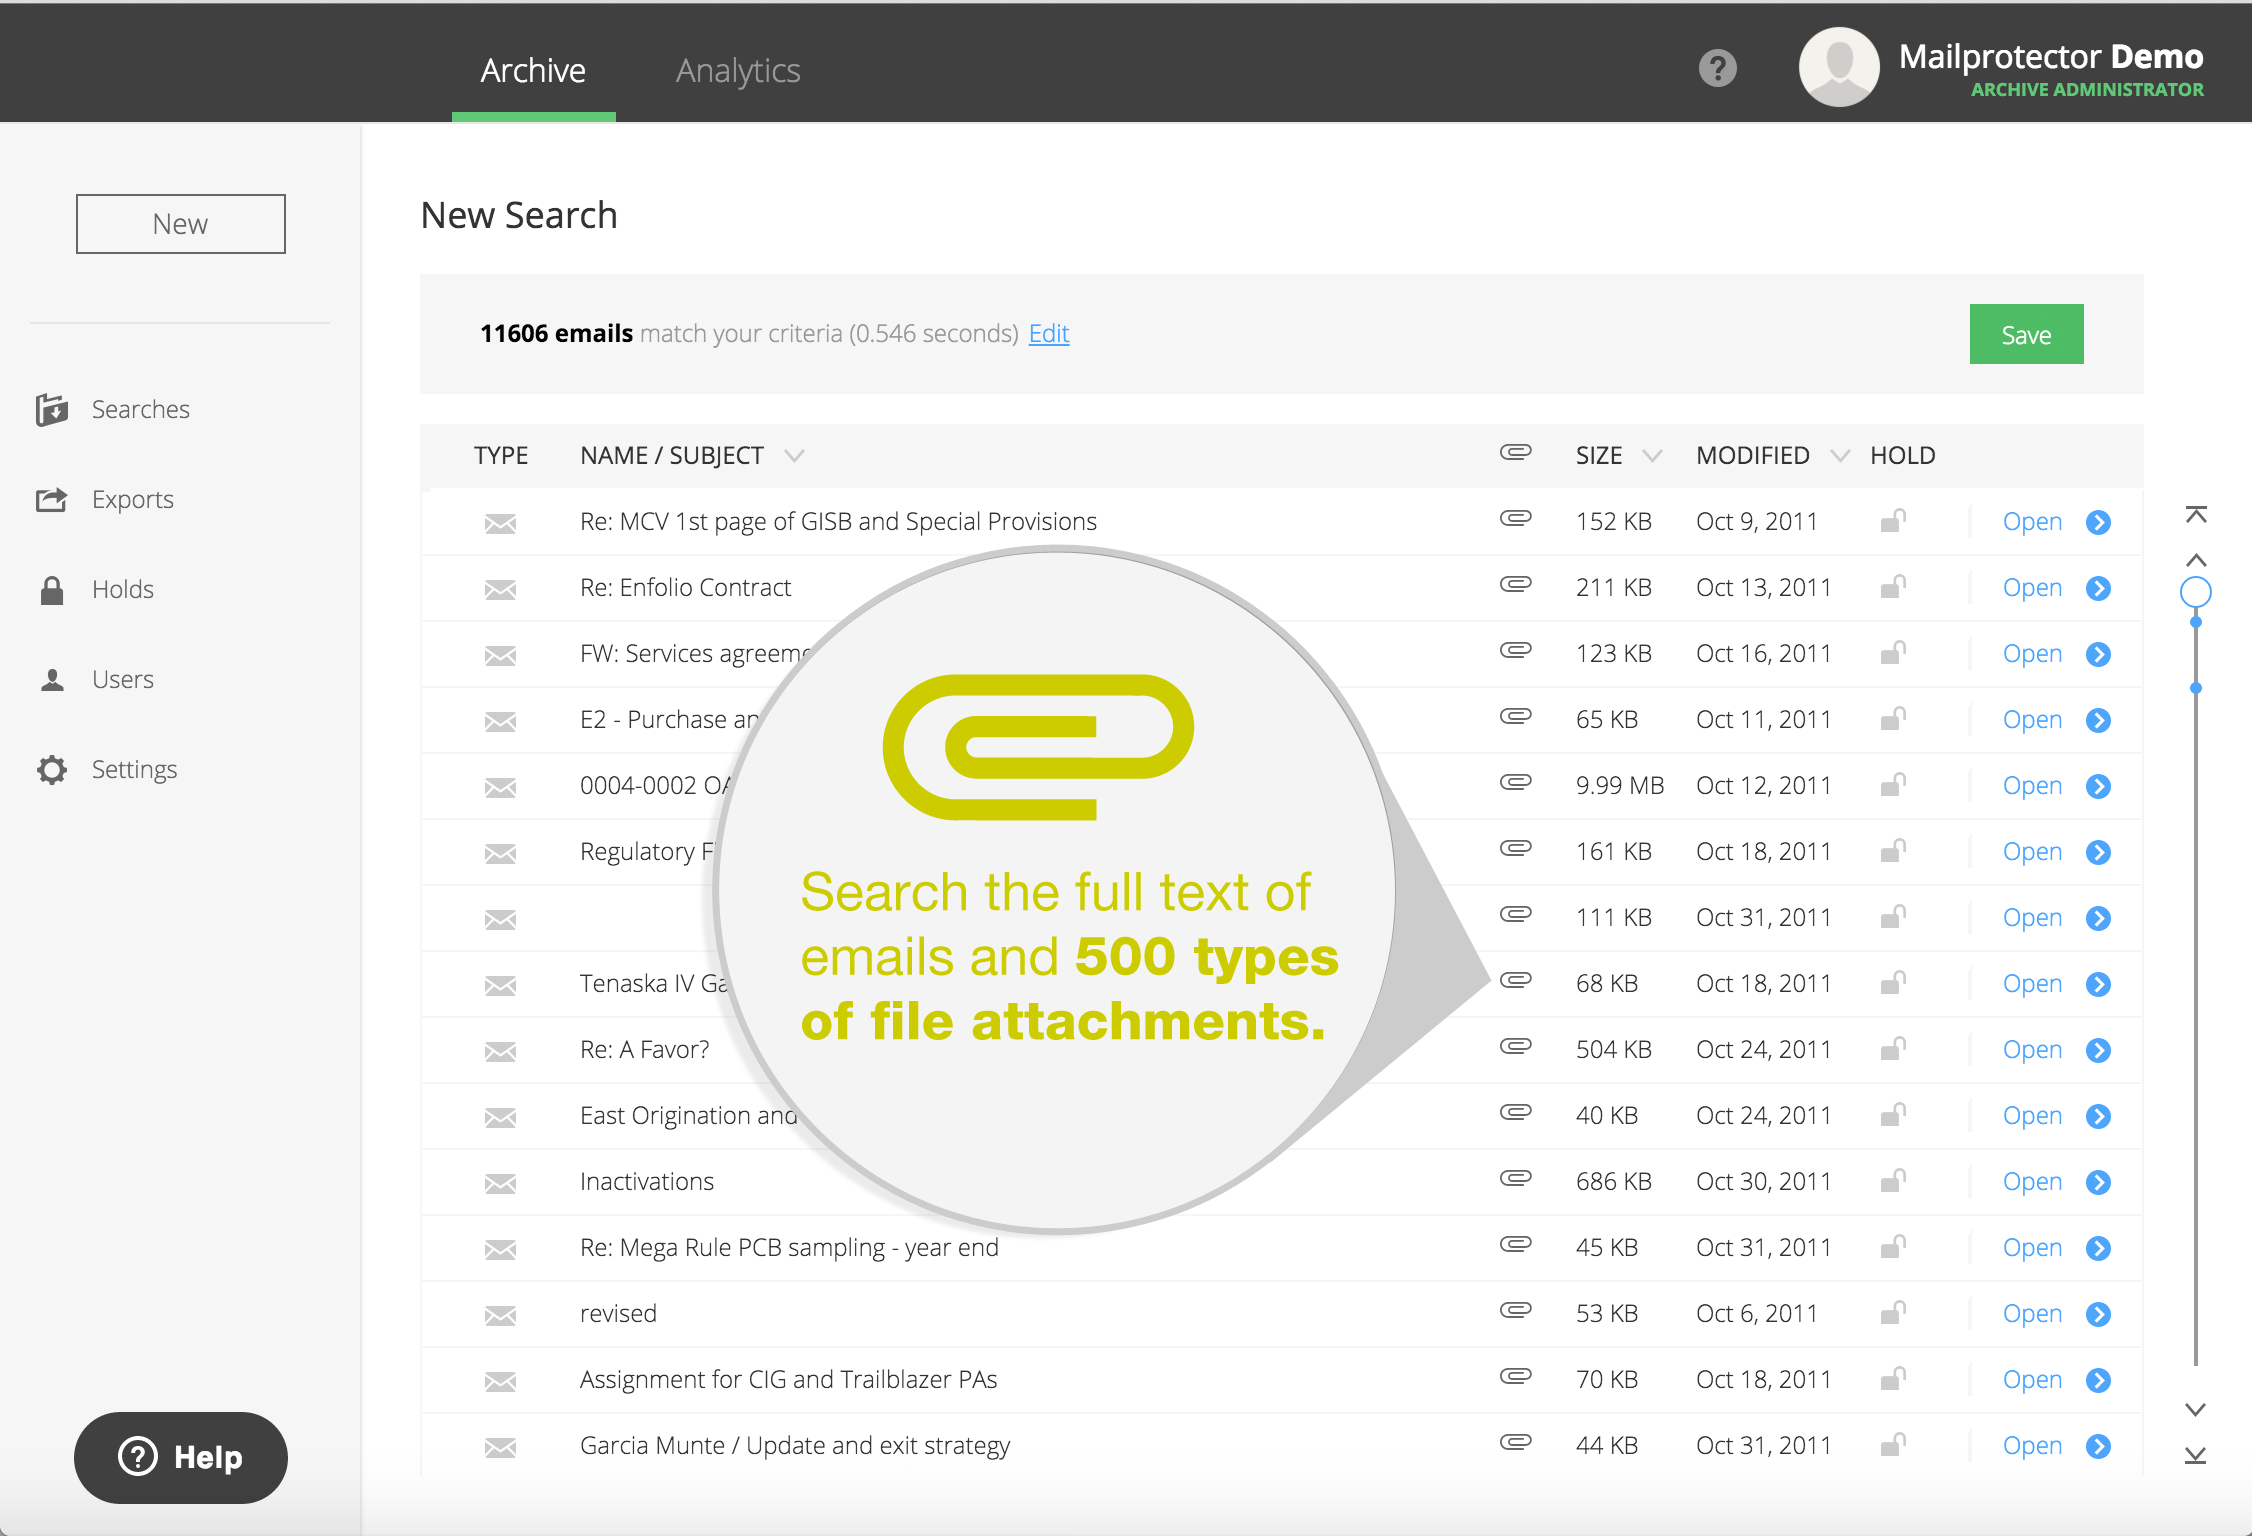 Archive Analytics
Mailprotector Demo
ARCHIVE ADMINISTRATOR
New
Searches
Exports
Holds
Users
Settings
Help
New Search
11606 emails match your criteria (0.546 seconds) Edit
Save
TYPE NAME / SUBJECT SIZE MODIFIED HOLD
Re: MCV 1st page of GISB and Special Provisions 152 KB Oct 9, 2011 Open
Re: Enfolio Contract 211 KB Oct 13, 2011 Open
FW: Services 123 KB Oct 16, 2011 Open
E2 - Purchase 65 KB Oct 11, 2011 Open
0004-0002 9.99 MB Oct 12, 2011 Open
Regulatory 161 KB Oct 18, 2011 Open
111 KB Oct 31, 2011 Open
Tenaska IV 68 KB Oct 18, 2011 Open
Re: A Favor? 504 KB Oct 24, 2011 Open
East Origination and 40 KB Oct 24, 2011 Open
Inactivations 686 KB Oct 30, 2011 Open
Re: Mega Rule PCB sampling - year end 45 KB Oct 31, 2011 Open
revised 53 KB Oct 6, 2011 Open
Assignment for CIG and Trailblazer PAs 70 KB Oct 18, 2011 Open
Garcia Munte / Update and exit strategy 44 KB Oct 31, 2011 Open
Search the full text of
emails and 500 types
of file attachments.